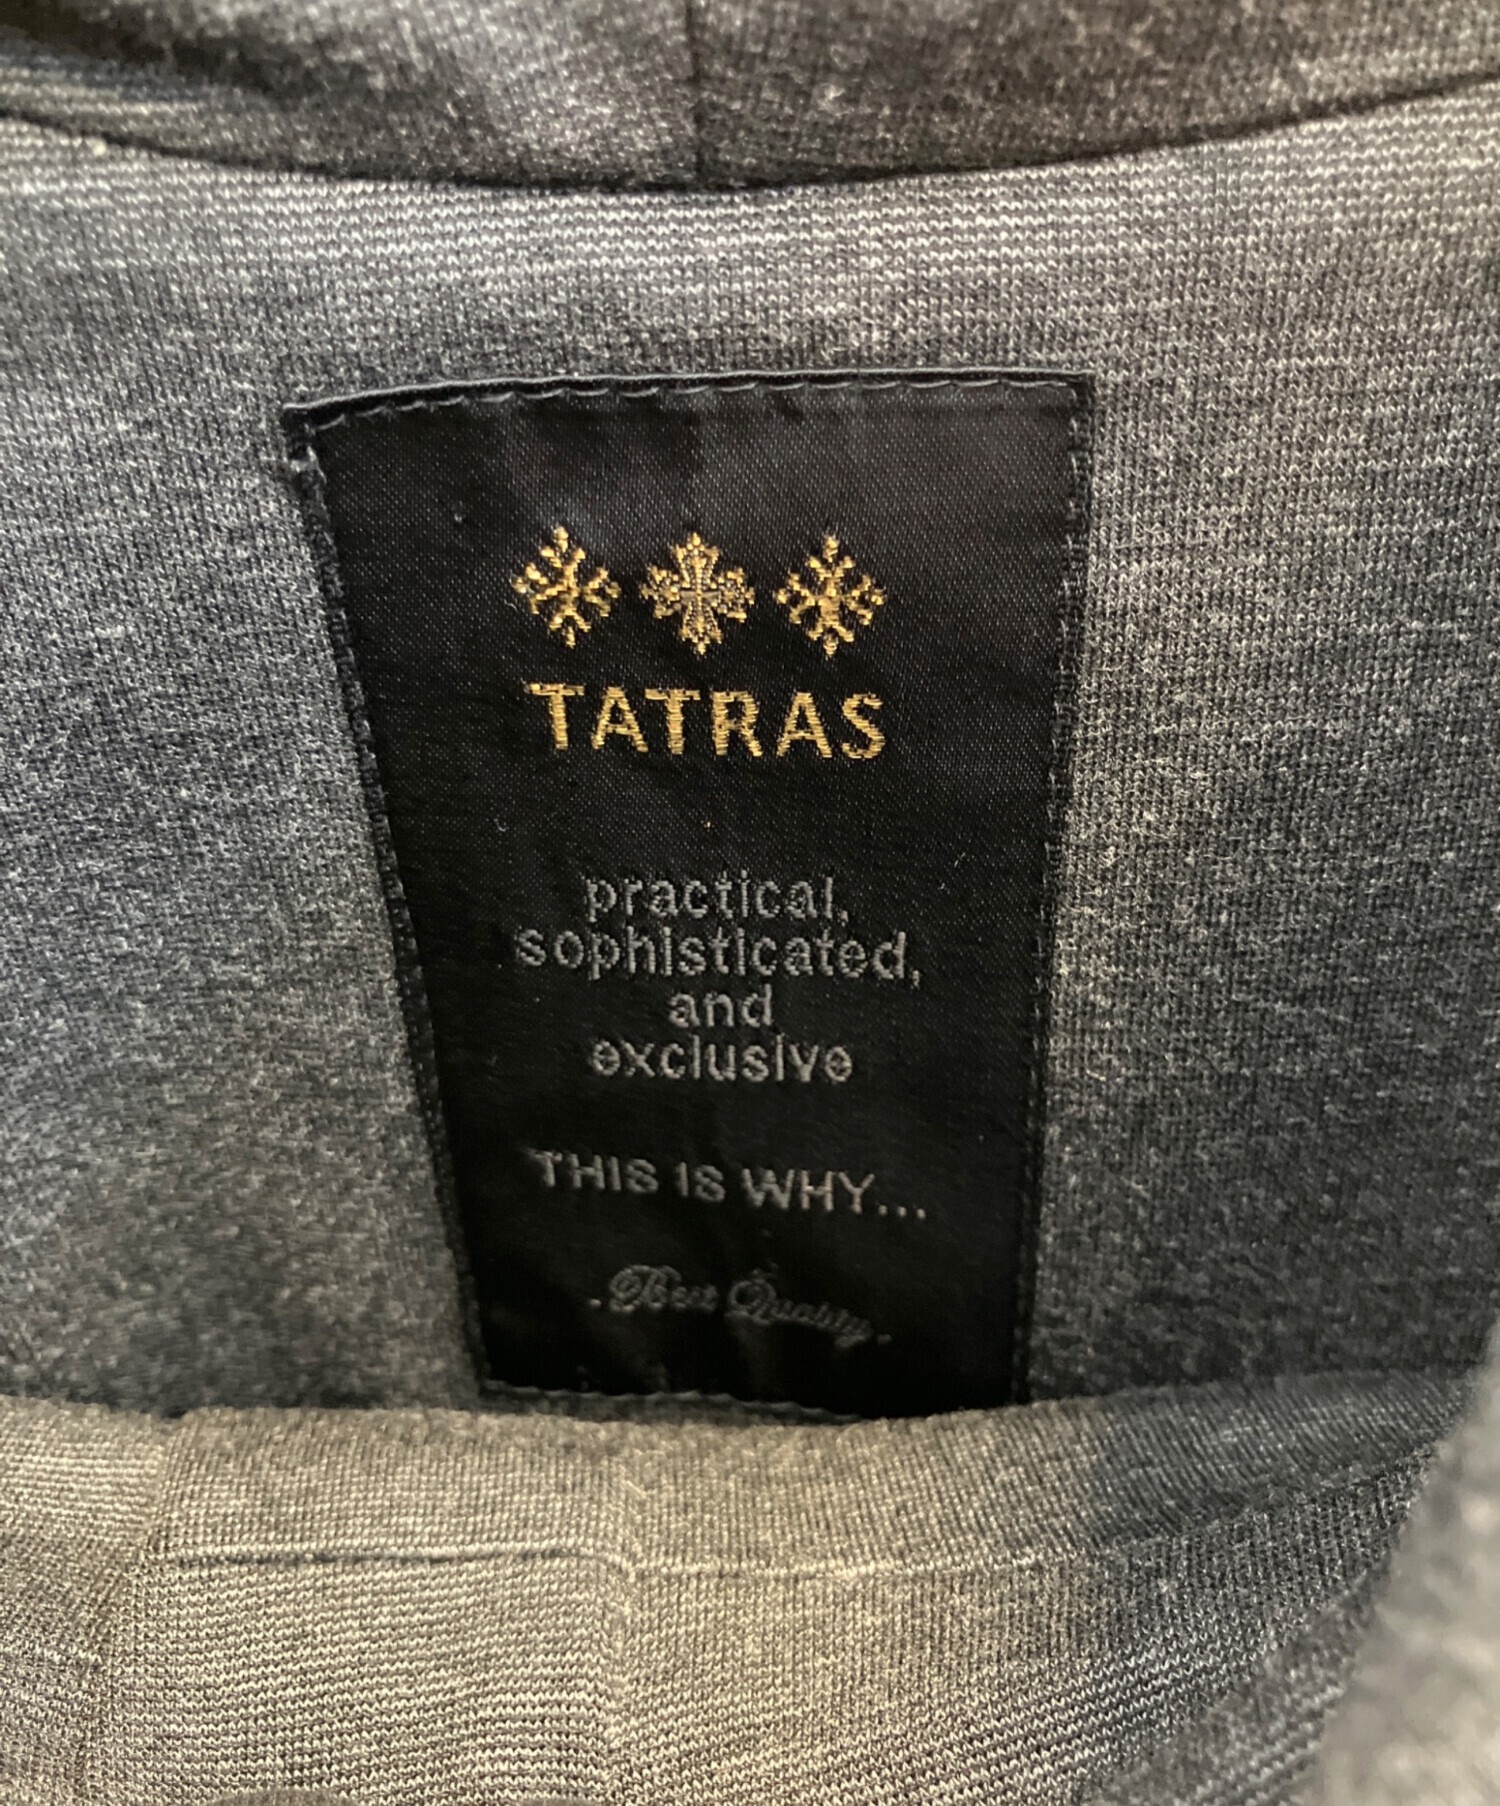 TATRAS
practical,
sophisticated,
and
exclusive
THIS IS WHY...
. Best Quality.